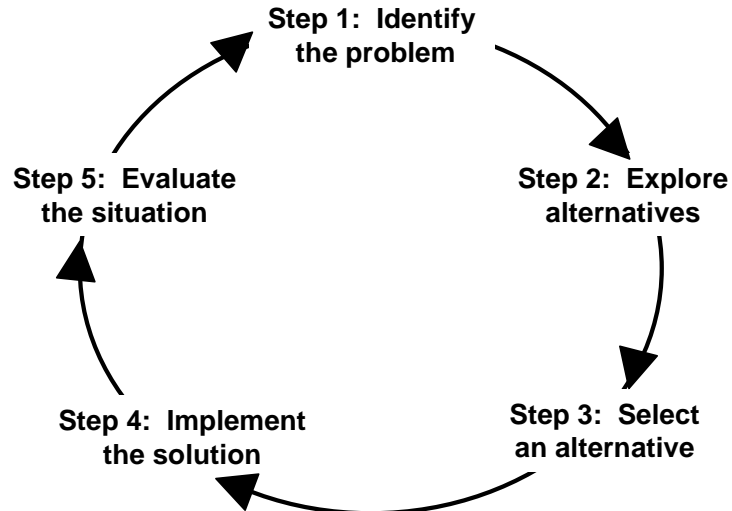 Step 1:  Identify
the problem
Step 2:  Explore
alternatives
Step 3:  Select
an alternative
Step 4:  Implement
the solution
Step 5:  Evaluate
the situation